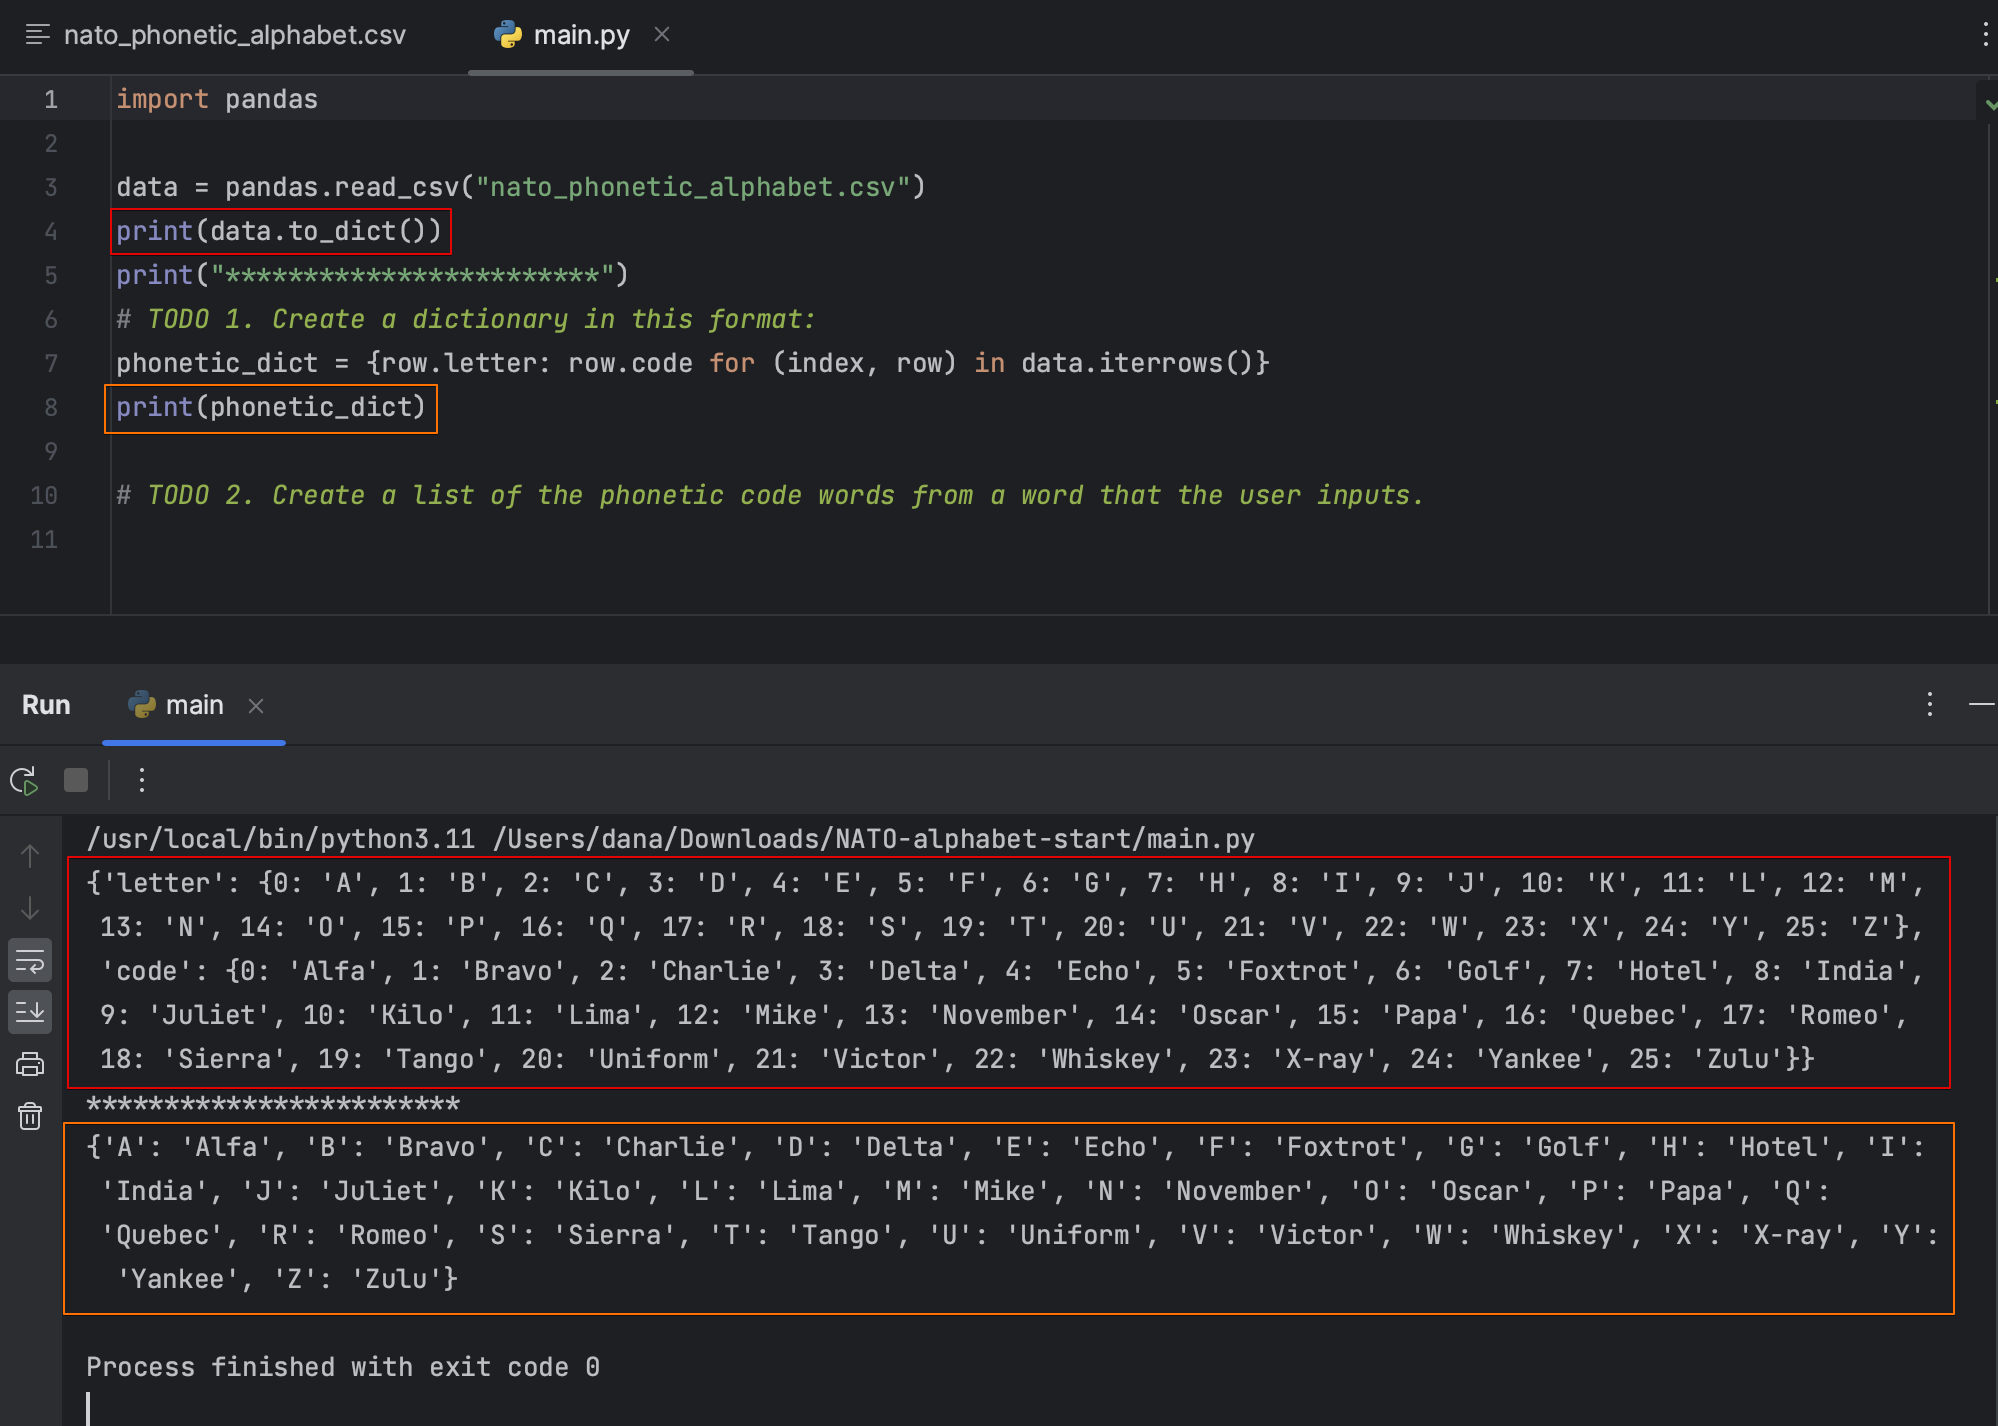 nato_phonetic_alphabet.csv main.py
1 import pandas
2
3 data = pandas.read_csv("nato_phonetic_alphabet.csv")
4 print(data.to_dict())
5 print("************************")
6 # TODO 1. Create a dictionary in this format:
7 phonetic_dict = {row.letter: row.code for (index, row) in data.iterrows()}
8 print(phonetic_dict)
9
10 # TODO 2. Create a list of the phonetic code words from a word that the user inputs.
11
Run main
/usr/local/bin/python3.11 /Users/dana/Downloads/NATO-alphabet-start/main.py
{'letter': {0: 'A', 1: 'B', 2: 'C', 3: 'D', 4: 'E', 5: 'F', 6: 'G', 7: 'H', 8: 'I', 9: 'J', 10: 'K', 11: 'L', 12: 'M',
13: 'N', 14: 'O', 15: 'P', 16: 'Q', 17: 'R', 18: 'S', 19: 'T', 20: 'U', 21: 'V', 22: 'W', 23: 'X', 24: 'Y', 25: 'Z'},
'code': {0: 'Alfa', 1: 'Bravo', 2: 'Charlie', 3: 'Delta', 4: 'Echo', 5: 'Foxtrot', 6: 'Golf', 7: 'Hotel', 8: 'India',
9: 'Juliet', 10: 'Kilo', 11: 'Lima', 12: 'Mike', 13: 'November', 14: 'Oscar', 15: 'Papa', 16: 'Quebec', 17: 'Romeo',
18: 'Sierra', 19: 'Tango', 20: 'Uniform', 21: 'Victor', 22: 'Whiskey', 23: 'X-ray', 24: 'Yankee', 25: 'Zulu'}}
************************
{'A': 'Alfa', 'B': 'Bravo', 'C': 'Charlie', 'D': 'Delta', 'E': 'Echo', 'F': 'Foxtrot', 'G': 'Golf', 'H': 'Hotel', 'I':
'India', 'J': 'Juliet', 'K': 'Kilo', 'L': 'Lima', 'M': 'Mike', 'N': 'November', 'O': 'Oscar', 'P': 'Papa', 'Q':
'Quebec', 'R': 'Romeo', 'S': 'Sierra', 'T': 'Tango', 'U': 'Uniform', 'V': 'Victor', 'W': 'Whiskey', 'X': 'X-ray', 'Y':
'Yankee', 'Z': 'Zulu'}
Process finished with exit code 0